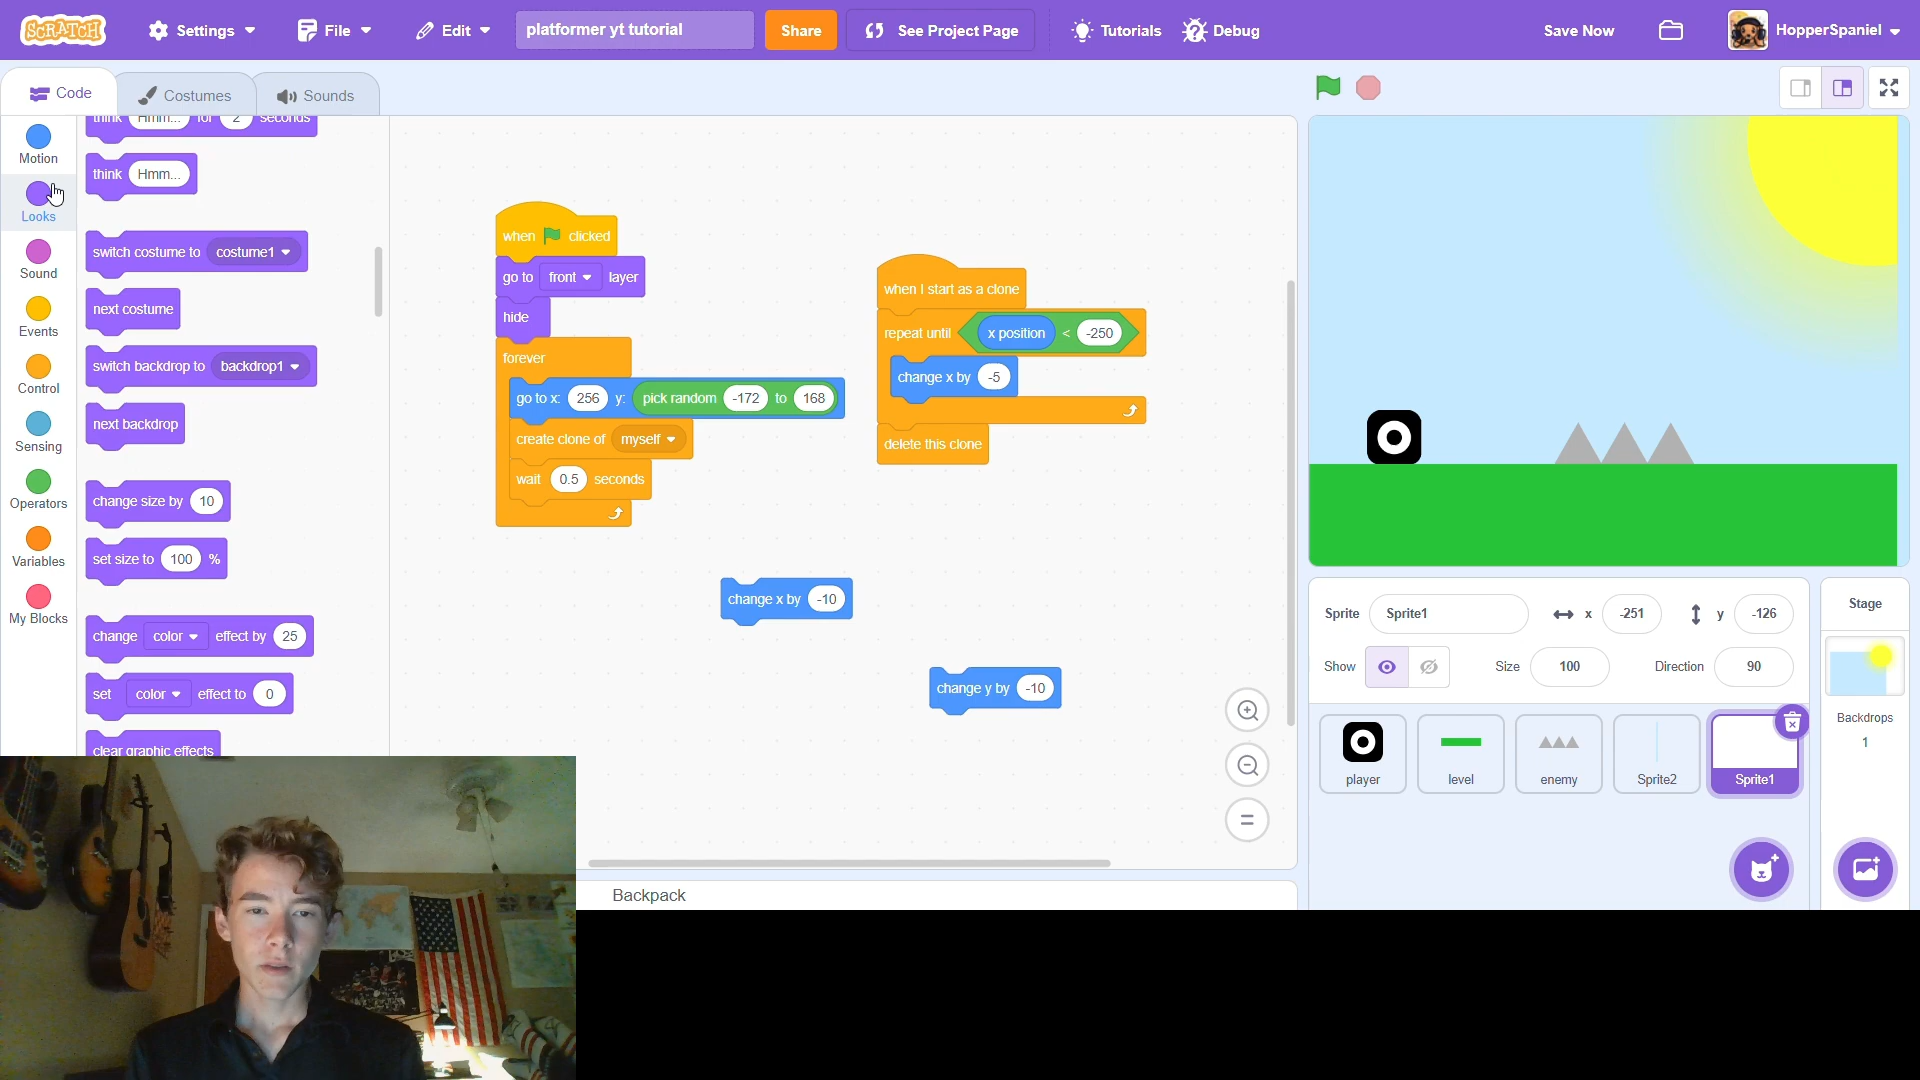 SCRATCH
Settings
File
Edit
platformer yt tutorial
Share
See Project Page
Tutorials
Debug
Save Now
HopperSpaniel
Code
Costumes
Sounds
Motion
Looks
Sound
Events
Control
Sensing
Operators
Variables
My Blocks
think Hmm... for 2 seconds
think Hmm...
switch costume to costume1
next costume
switch backdrop to backdrop1
next backdrop
change size by 10
set size to 100 %
change color effect by 25
set color effect to 0
clear graphic effects
when clicked
go to front layer
hide
forever
go to x: 256 y: pick random -172 to 168
create clone of myself
wait 0.5 seconds
when I start as a clone
repeat until x position < -250
change x by -5
delete this clone
change x by -10
change y by -10
Backpack
Sprite Sprite1 x -251 y -126
Show Size 100 Direction 90
player
level
enemy
Sprite2
Sprite1
Stage
Backdrops
1